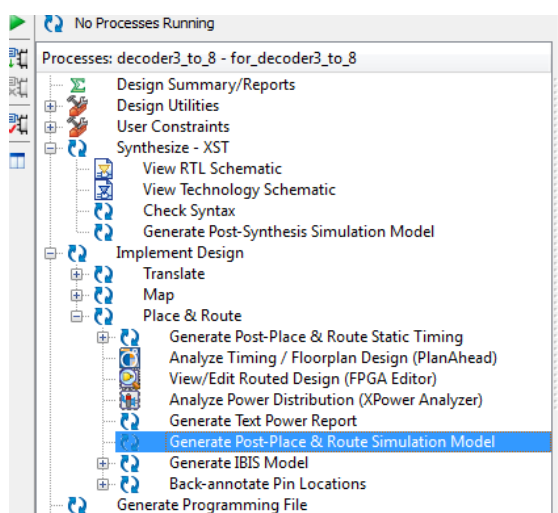 No Processes Running
Processes: decoder3_to_8 - for_decoder3_to_8
Design Summary/Reports
Design Utilities
User Constraints
Synthesize - XST
View RTL Schematic
View Technology Schematic
Check Syntax
Generate Post-Synthesis Simulation Model
Implement Design
Translate
Map
Place & Route
Generate Post-Place & Route Static Timing
Analyze Timing / Floorplan Design (PlanAhead)
View/Edit Routed Design (FPGA Editor)
Analyze Power Distribution (XPower Analyzer)
Generate Text Power Report
Generate Post-Place & Route Simulation Model
Generate IBIS Model
Back-annotate Pin Locations
Generate Programming File